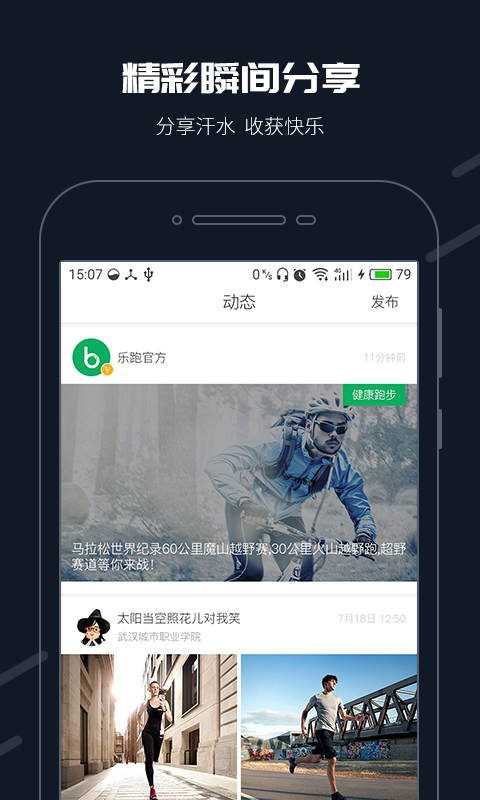 精彩瞬间分享
分享汗水 收获快乐
15:07 0 K/s 4G 79
动态 发布
b 乐跑官方 11分钟前
V
健康跑步
马拉松世界纪录60公里魔山越野赛,30公里火山越野跑,超野
赛道等你来战！
太阳当空照花儿对我笑 7月18日 12:50
武汉城市职业学院